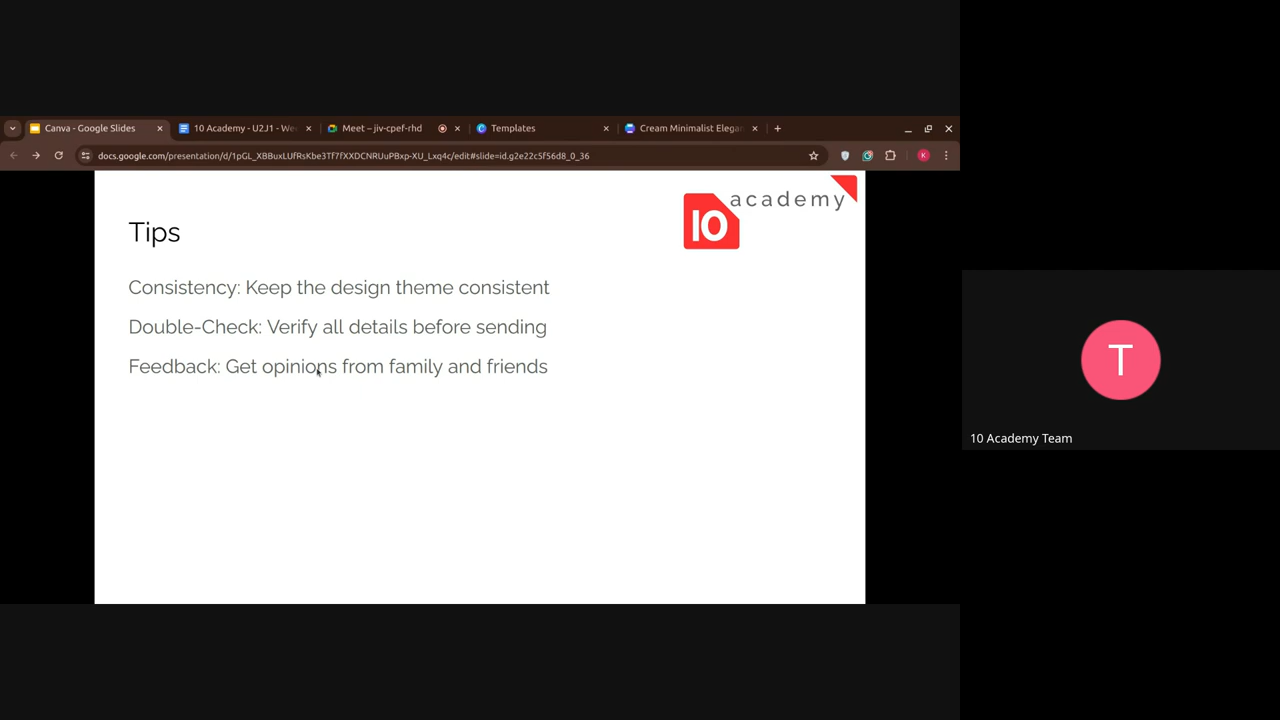 Canva - Google Slides
10 Academy - U2J1 - We
Meet – jiv-cpef-rhd
Templates
Cream Minimalist Elega
docs.google.com/presentation/d/1pGL_XBBuxLUfRsKbe3Tf7fXXDCNRUuPBxp-XU_Lxq4c/edit#slide=id.g2e22c5f56d8_0_36
K
10 academy
Tips
Consistency: Keep the design theme consistent
Double-Check: Verify all details before sending
Feedback: Get opinions from family and friends
T
10 Academy Team